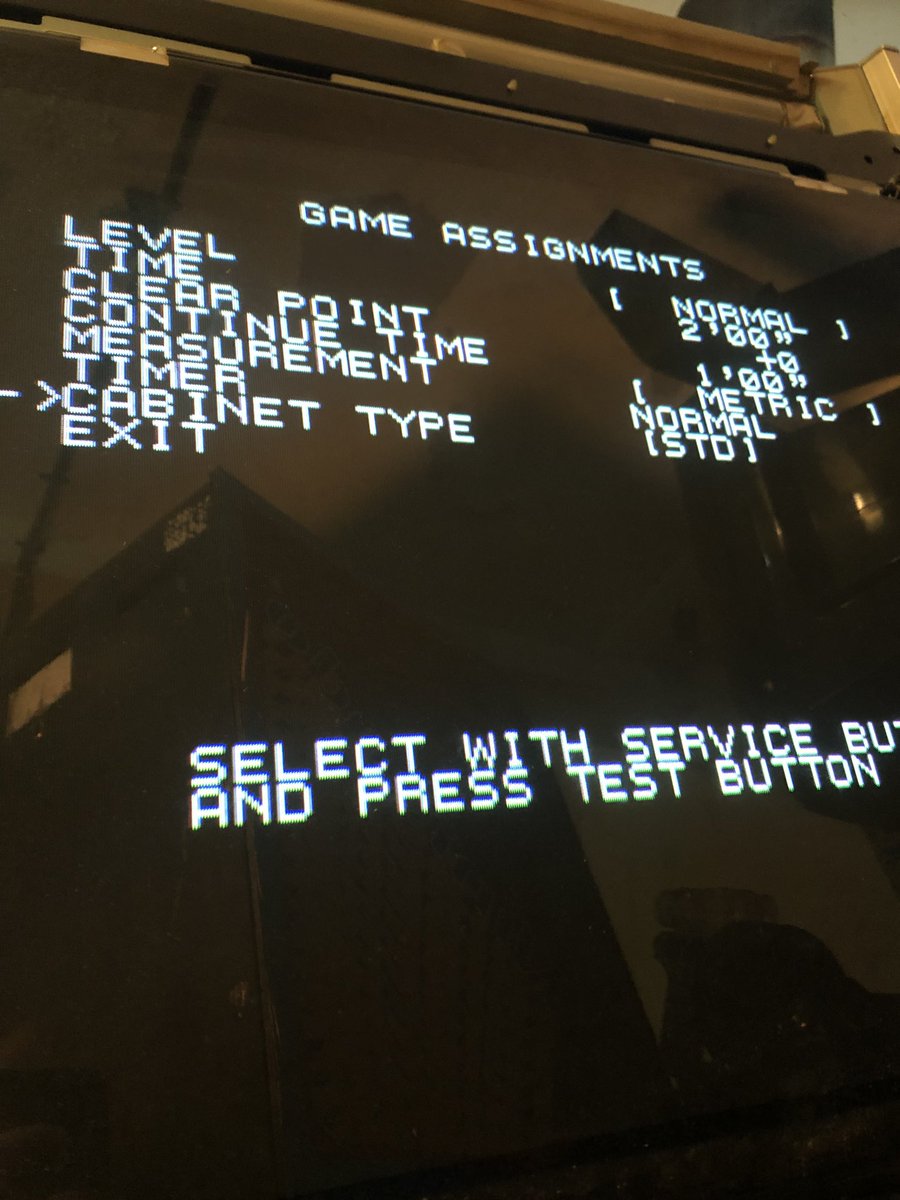 GAME ASSIGNMENTS
LEVEL [ NORMAL ]
TIME 2'00"
CLEAR POINT +0
CONTINUE TIME 1'00"
MEASUREMENT [ METRIC ]
TIMER NORMAL
->CABINET TYPE [STD]
EXIT
SELECT WITH SERVICE BUT
AND PRESS TEST BUTTON